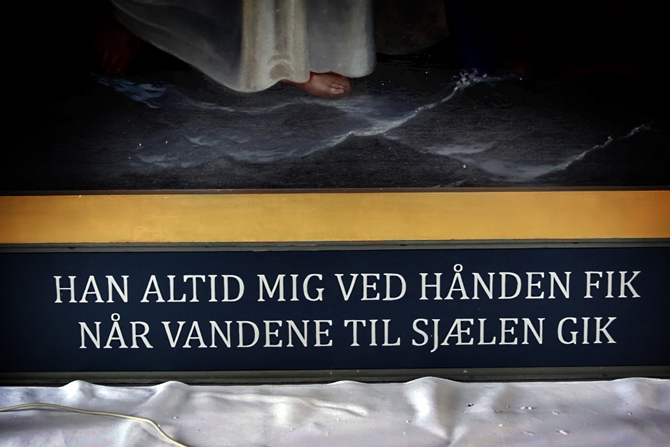 HAN ALTID MIG VED HÅNDEN FIK
NÅR VANDENE TIL SJÆLEN GIK